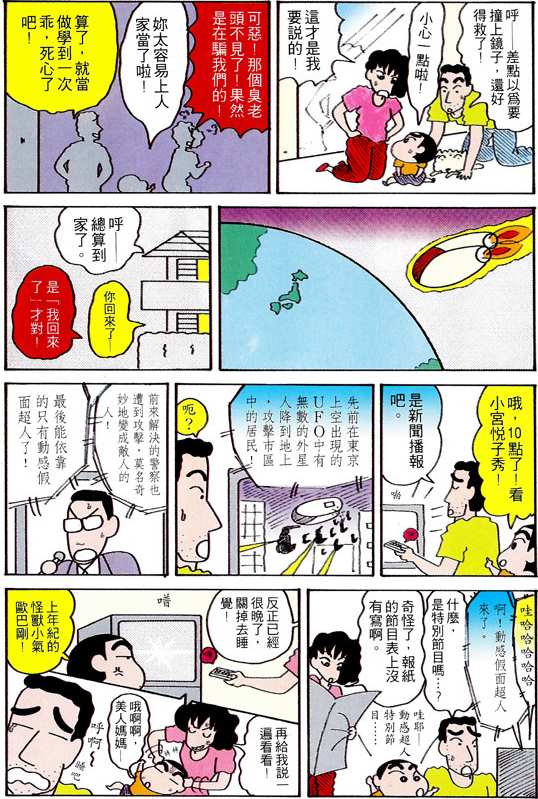 呼——差點以為要
撞上鏡子，還好
得救了！
小心一點啦！
這才是我
要說的！
可惡！那個臭老
頭不見了！果然
是在騙我們的！
妳太容易上人
家當了啦！
算了，就當
做學到一次
乖，死心了
吧！
呼——
總算到
家了。
你回來了—
是「我回來
了」才對！
哦，10點了！看
小宮悅子秀！
是新聞播報
吧。
啪
先前在東京
上空出現的
UFO中有
無數的外星
人降到地上
，攻擊市區
中的居民！
呃？
前來解決的警察也
遭到攻擊，莫名奇
妙地變成敵人的
人！
最後能依靠
的只有動感假
面超人了！
哇哈哈哈哈哈
啊！動感假面超人
來了。
什麼，
是特別節目嗎…？
奇怪了，報紙
的節目表上沒
有寫啊。
哇耶—
動感超人
特別節
目…
反正已經
很晚了，
關掉去睡
覺！
上年紀的
怪獸小氣
歐巴剛！
再給我說一
遍看看！
哦啊啊，
美人媽媽—
呼啊—
睡吧